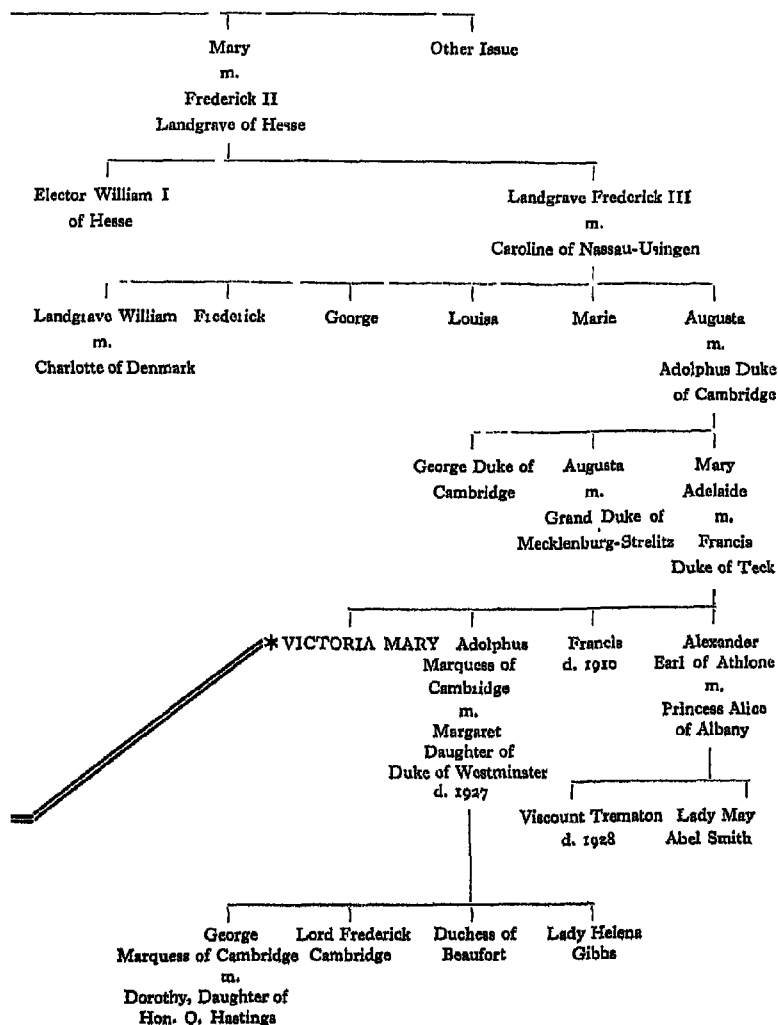 Mary
m.
Frederick II
Landgrave of Hesse
Other Issue
Elector William I
of Hesse
Landgrave Frederick III
m.
Caroline of Nassau-Usingen
Landgrave William
m.
Charlotte of Denmark
Frederick
George
Louisa
Marie
Augusta
m.
Adolphus Duke
of Cambridge
George Duke of
Cambridge
Augusta
m.
Grand Duke of
Mecklenburg-Strelitz
Mary
Adelaide
m.
Francis
Duke of Teck
* VICTORIA MARY
Adolphus
Marquess of
Cambridge
m.
Margaret
Daughter of
Duke of Westminster
d. 1927
Francis
d. 1910
Alexander
Earl of Athlone
m.
Princess Alice
of Albany
Viscount Trematon
d. 1928
Lady May
Abel Smith
George
Marquess of Cambridge
m.
Dorothy, Daughter of
Hon. O. Hastings
Lord Frederick
Cambridge
Duchess of
Beaufort
Lady Helena
Gibbs